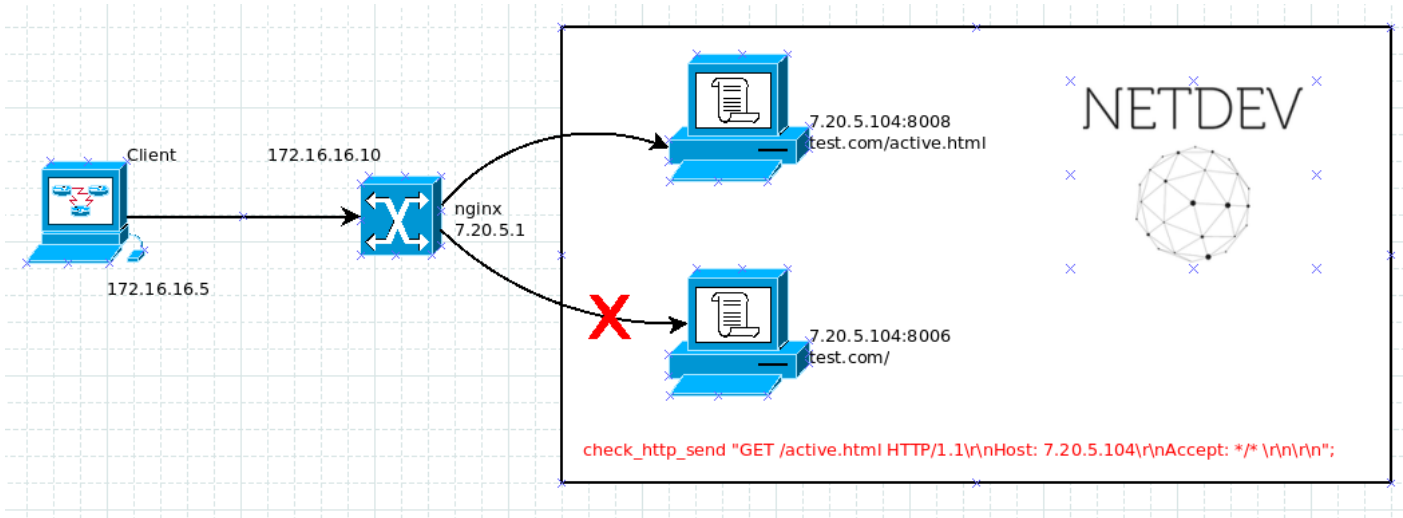 Client
172.16.16.10
172.16.16.5
nginx
7.20.5.1
7.20.5.104:8008
test.com/active.html
7.20.5.104:8006
test.com/
NETDEV
X
check_http_send "GET /active.html HTTP/1.1\r\nHost: 7.20.5.104\r\nAccept: */* \r\n\r\n";